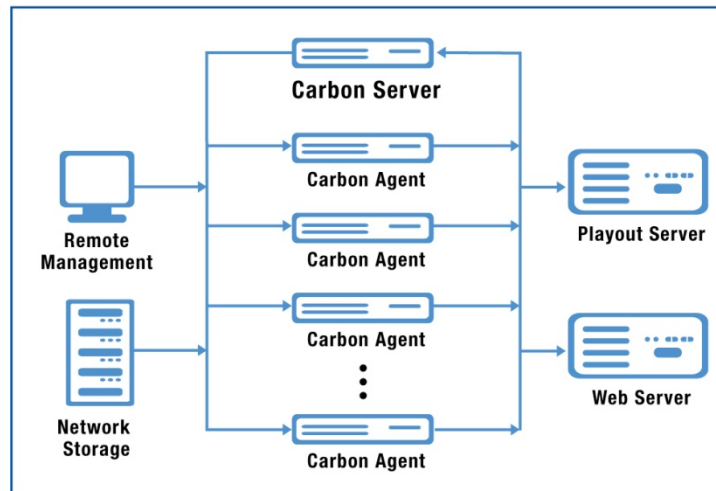 Carbon Server
Carbon Agent
Remote
Management
Carbon Agent
Playout Server
Carbon Agent
Network
Storage
Web Server
Carbon Agent